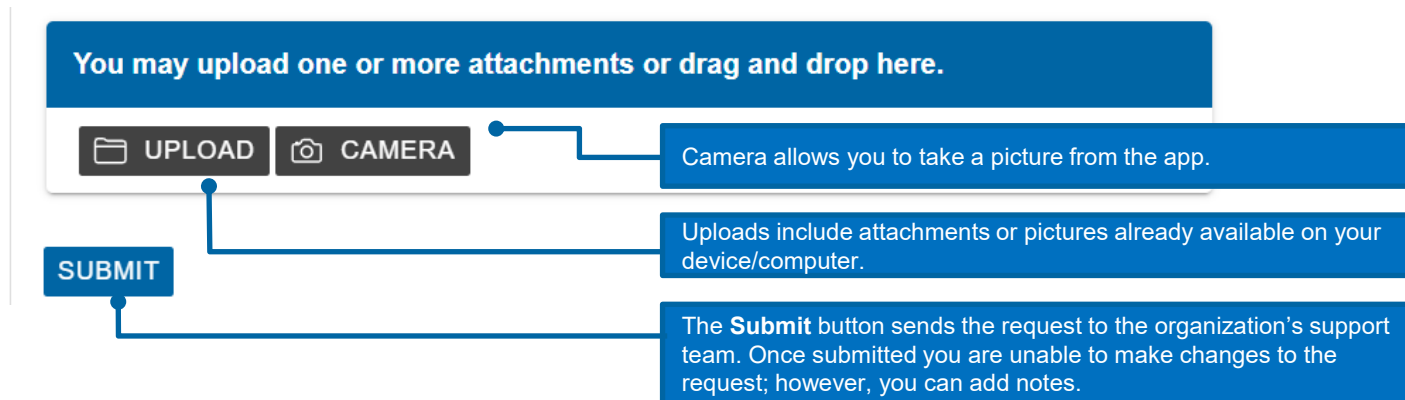 You may upload one or more attachments or drag and drop here.
UPLOAD
CAMERA
Camera allows you to take a picture from the app.
Uploads include attachments or pictures already available on your
device/computer.
SUBMIT
The Submit button sends the request to the organization’s support
team. Once submitted you are unable to make changes to the
request; however, you can add notes.